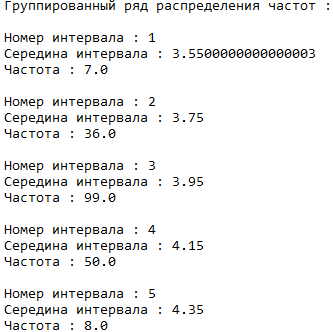 Группированный ряд распределения частот :
Номер интервала : 1
Середина интервала : 3.5500000000000003
Частота : 7.0
Номер интервала : 2
Середина интервала : 3.75
Частота : 36.0
Номер интервала : 3
Середина интервала : 3.95
Частота : 99.0
Номер интервала : 4
Середина интервала : 4.15
Частота : 50.0
Номер интервала : 5
Середина интервала : 4.35
Частота : 8.0